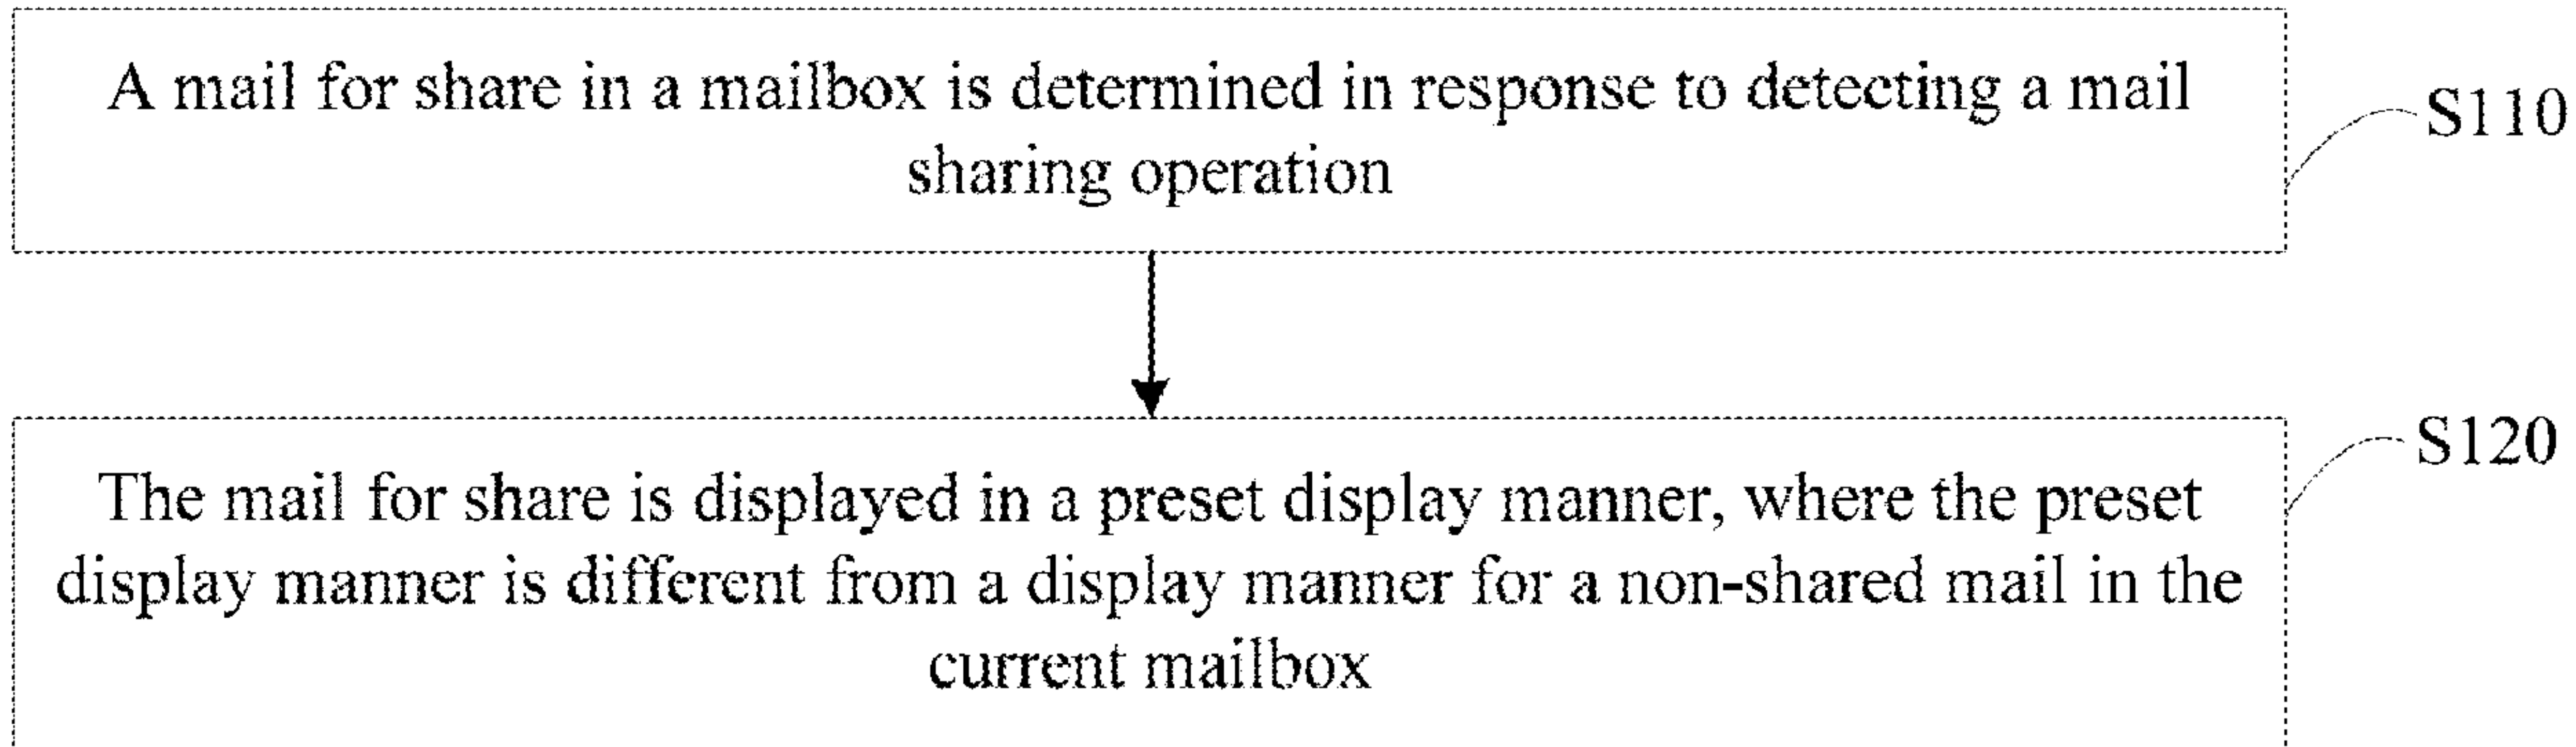 A mail for share in a mailbox is determined in response to detecting a mail
sharing operation
S110
The mail for share is displayed in a preset display manner, where the preset
display manner is different from a display manner for a non-shared mail in the
current mailbox
S120